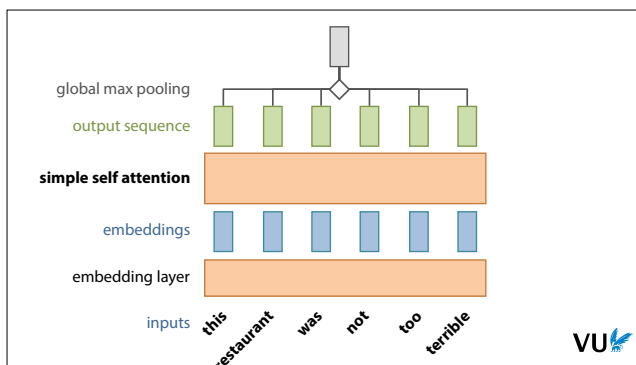 global max pooling
output sequence
simple self attention
embeddings
embedding layer
inputs
this
restaurant
was
not
too
terrible
VU